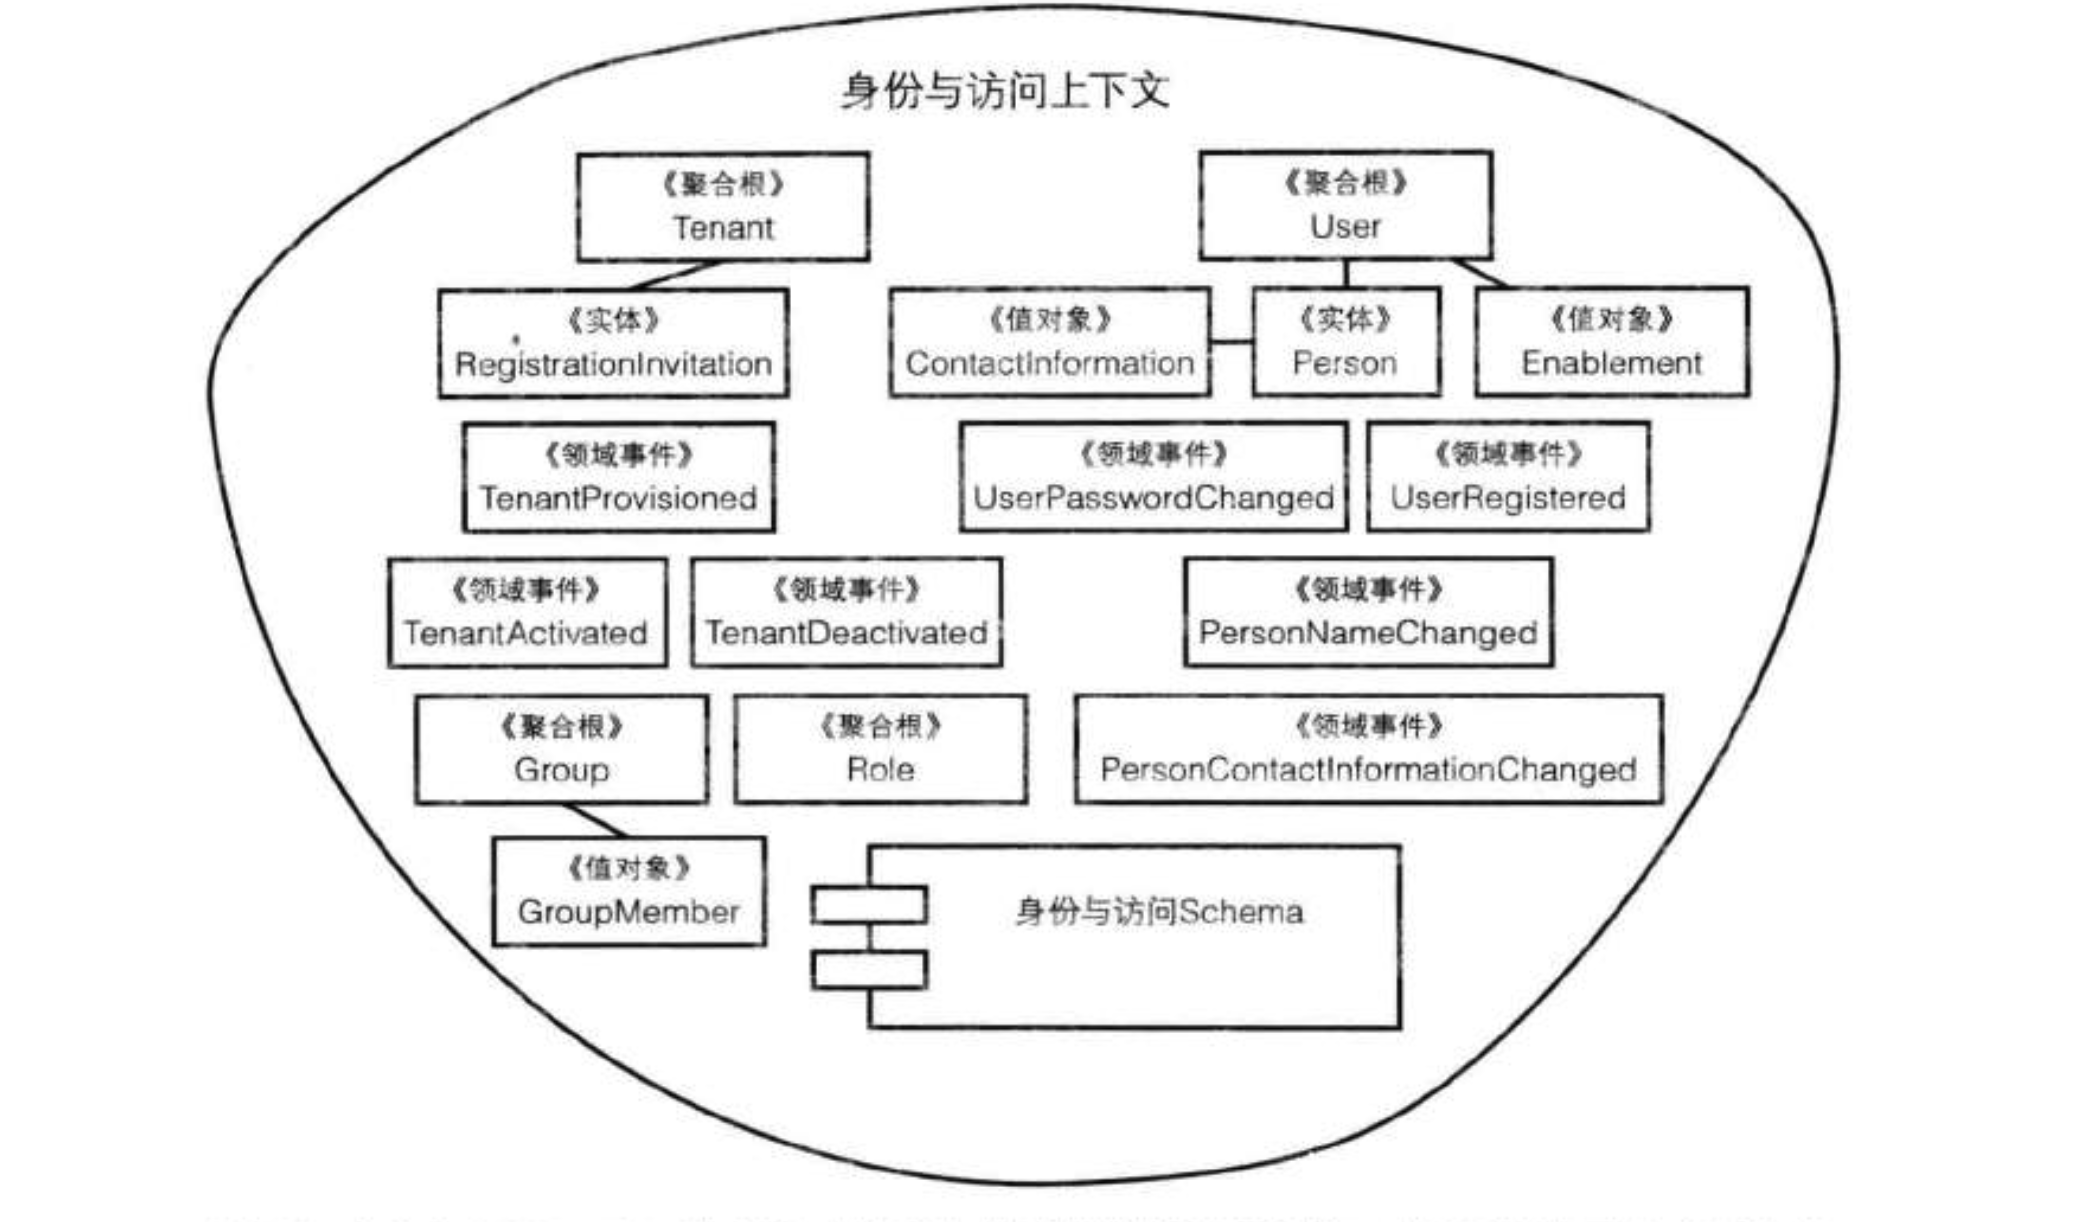 身份与访问上下文
《聚合根》
Tenant
《聚合根》
User
《实体》
RegistrationInvitation
《值对象》
ContactInformation
《实体》
Person
《值对象》
Enablement
《领域事件》
TenantProvisioned
《领域事件》
UserPasswordChanged
《领域事件》
UserRegistered
《领域事件》
TenantActivated
《领域事件》
TenantDeactivated
《领域事件》
PersonNameChanged
《聚合根》
Group
《聚合根》
Role
《领域事件》
PersonContactInformationChanged
《值对象》
GroupMember
身份与访问Schema